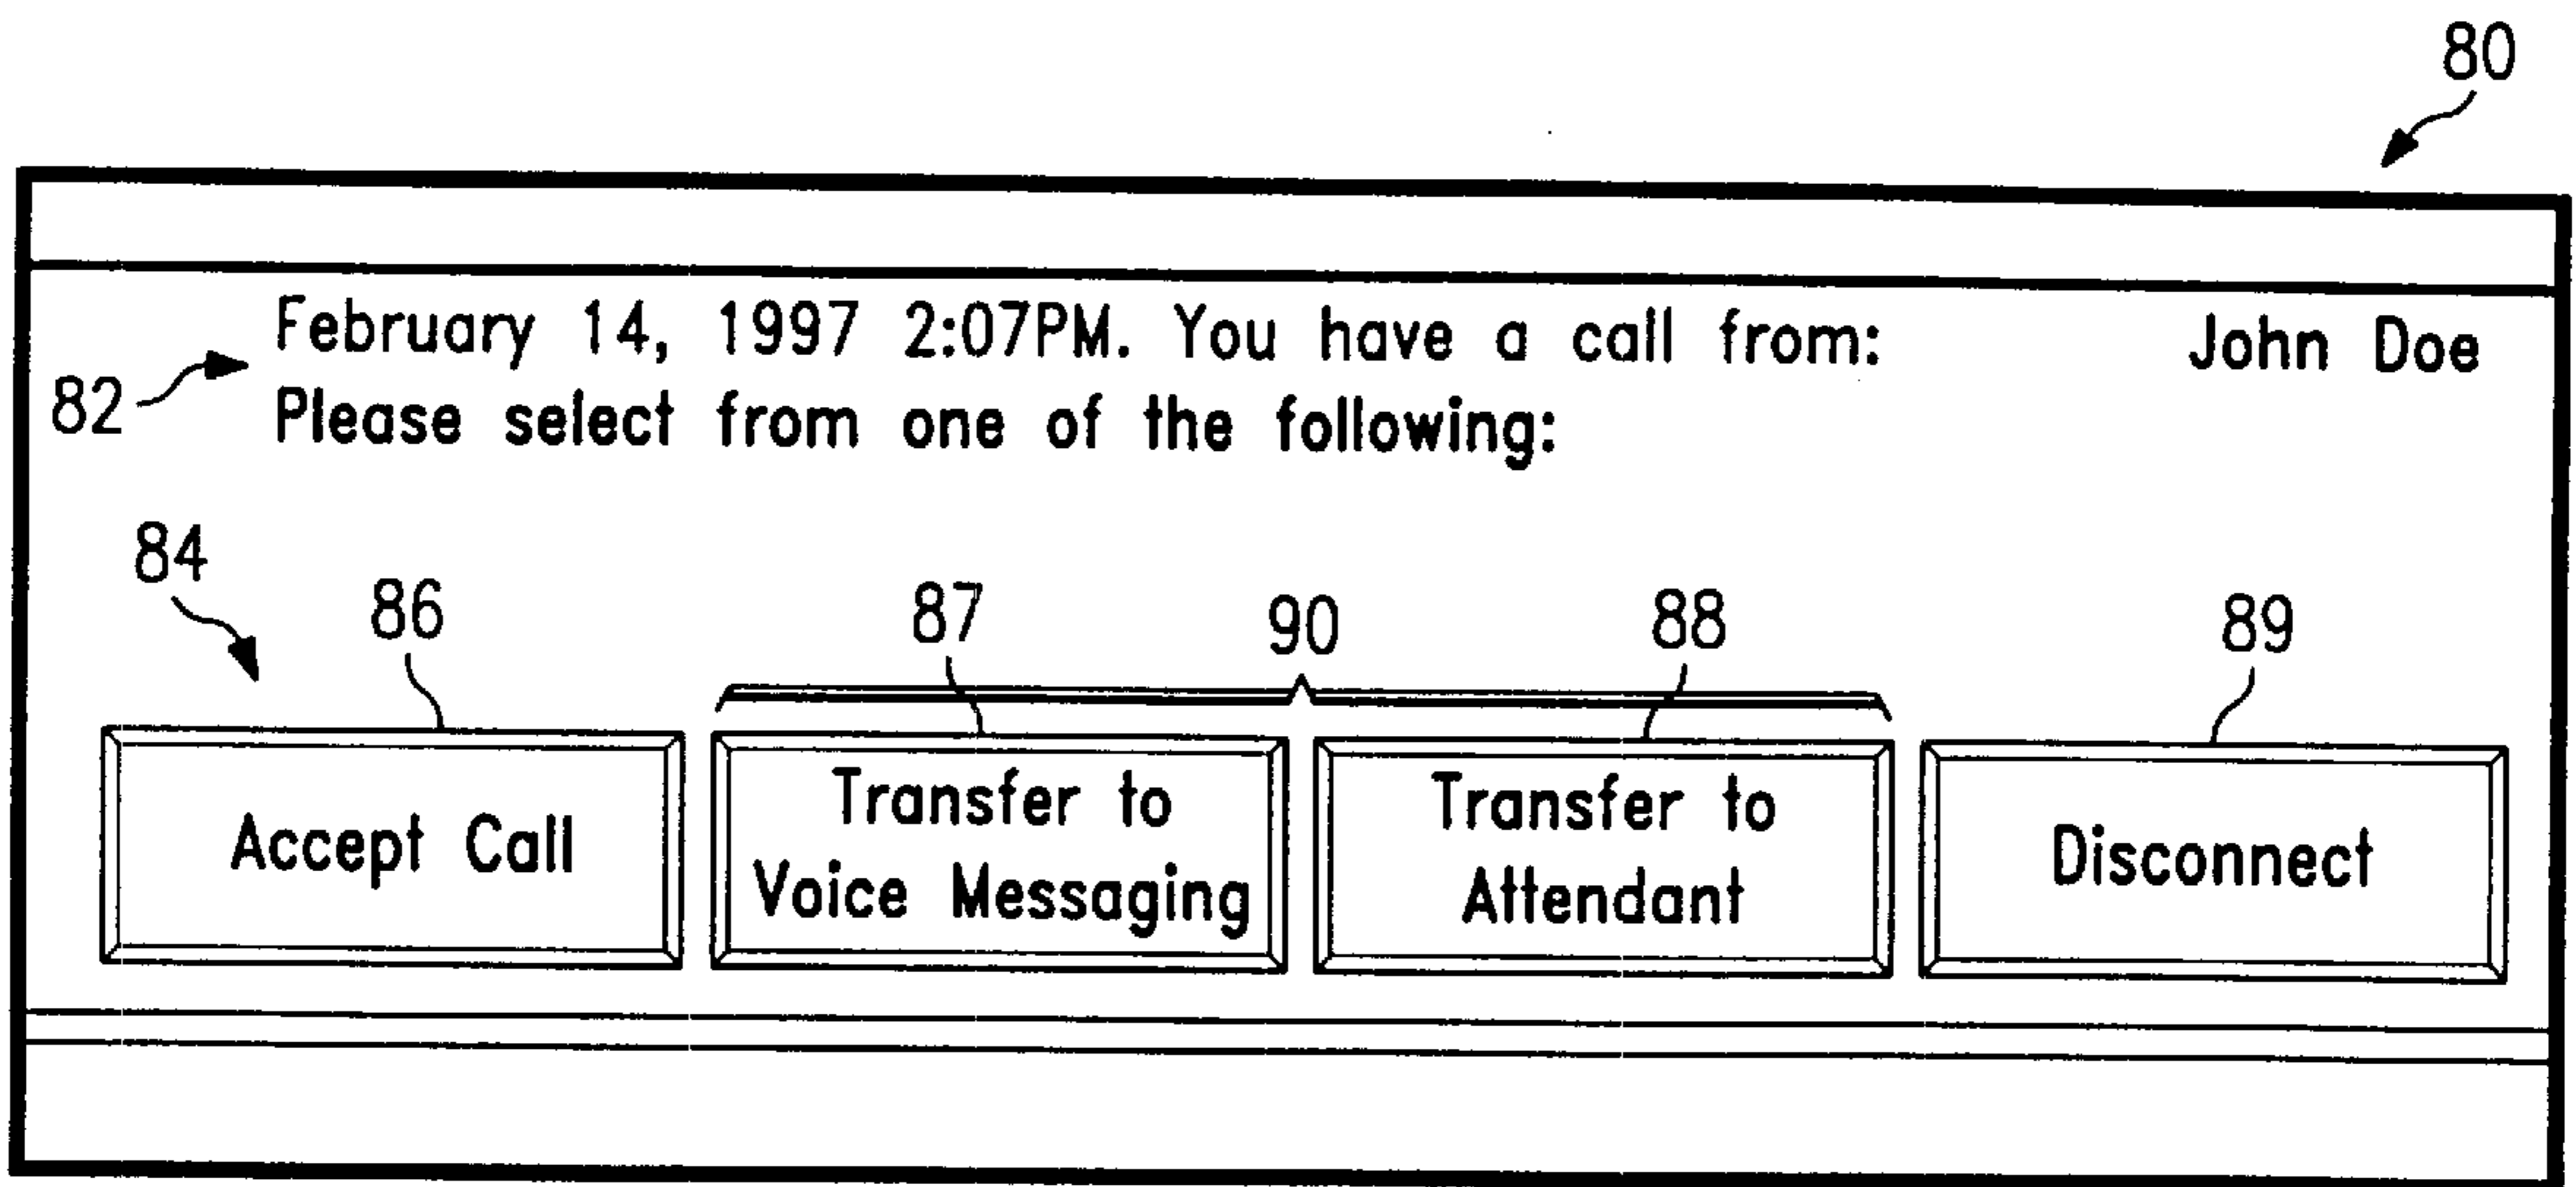 80
February 14, 1997 2:07PM. You have a call from: John Doe
82
Please select from one of the following:
84
86 87 90 88 89
Accept Call
Transfer to
Voice Messaging
Transfer to
Attendant
Disconnect